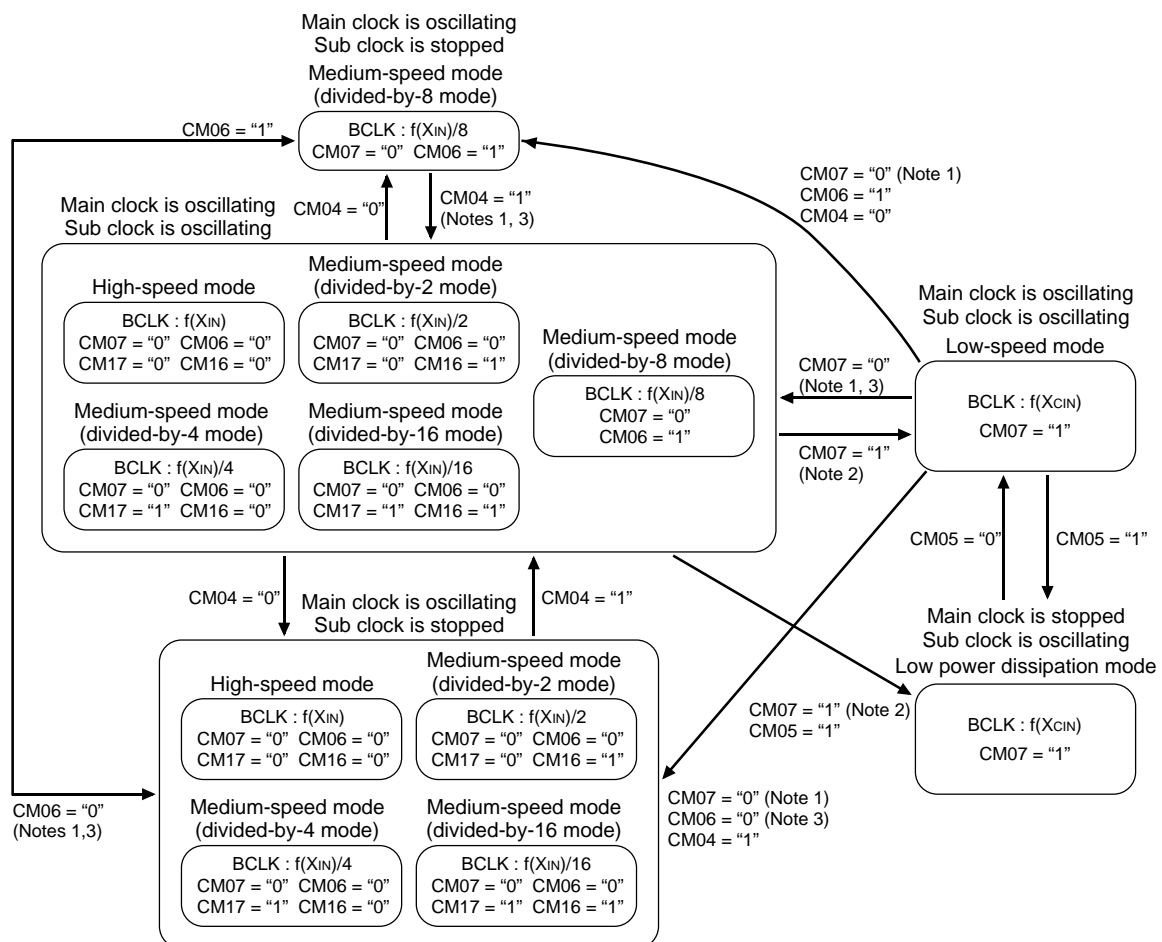 Main clock is oscillating
Sub clock is stopped
Medium-speed mode
(divided-by-8 mode)
BCLK : f(XIN)/8
CM07 = “0” CM06 = “1”
CM06 = “1”
CM04 = “0”
CM04 = “1”
(Notes 1, 3)
CM07 = “0” (Note 1)
CM06 = “1”
CM04 = “0”
Main clock is oscillating
Sub clock is oscillating
High-speed mode
BCLK : f(XIN)
CM07 = “0” CM06 = “0”
CM17 = “0” CM16 = “0”
Medium-speed mode
(divided-by-2 mode)
BCLK : f(XIN)/2
CM07 = “0” CM06 = “0”
CM17 = “0” CM16 = “1”
Medium-speed mode
(divided-by-8 mode)
BCLK : f(XIN)/8
CM07 = “0”
CM06 = “1”
Medium-speed mode
(divided-by-4 mode)
BCLK : f(XIN)/4
CM07 = “0” CM06 = “0”
CM17 = “1” CM16 = “0”
Medium-speed mode
(divided-by-16 mode)
BCLK : f(XIN)/16
CM07 = “0” CM06 = “0”
CM17 = “1” CM16 = “1”
CM07 = “0”
(Note 1, 3)
CM07 = “1”
(Note 2)
Main clock is oscillating
Sub clock is oscillating
Low-speed mode
BCLK : f(XCIN)
CM07 = “1”
CM05 = “0”
CM05 = “1”
Main clock is stopped
Sub clock is oscillating
Low power dissipation mode
BCLK : f(XCIN)
CM07 = “1”
CM07 = “1” (Note 2)
CM05 = “1”
CM04 = “0”
CM04 = “1”
Main clock is oscillating
Sub clock is stopped
High-speed mode
BCLK : f(XIN)
CM07 = “0” CM06 = “0”
CM17 = “0” CM16 = “0”
Medium-speed mode
(divided-by-2 mode)
BCLK : f(XIN)/2
CM07 = “0” CM06 = “0”
CM17 = “0” CM16 = “1”
Medium-speed mode
(divided-by-4 mode)
BCLK : f(XIN)/4
CM07 = “0” CM06 = “0”
CM17 = “1” CM16 = “0”
Medium-speed mode
(divided-by-16 mode)
BCLK : f(XIN)/16
CM07 = “0” CM06 = “0”
CM17 = “1” CM16 = “1”
CM06 = “0”
(Notes 1,3)
CM07 = “0” (Note 1)
CM06 = “0” (Note 3)
CM04 = “1”